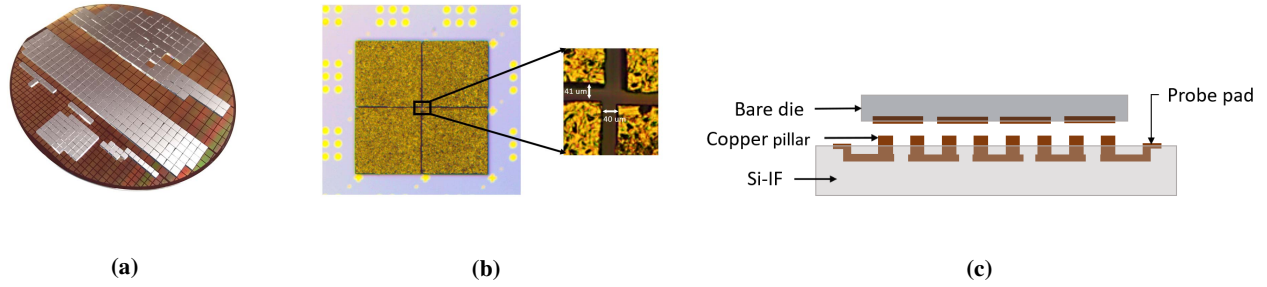 41 um
40 um
Bare die
Copper pillar
Si-IF
Probe pad
(a)
(b)
(c)